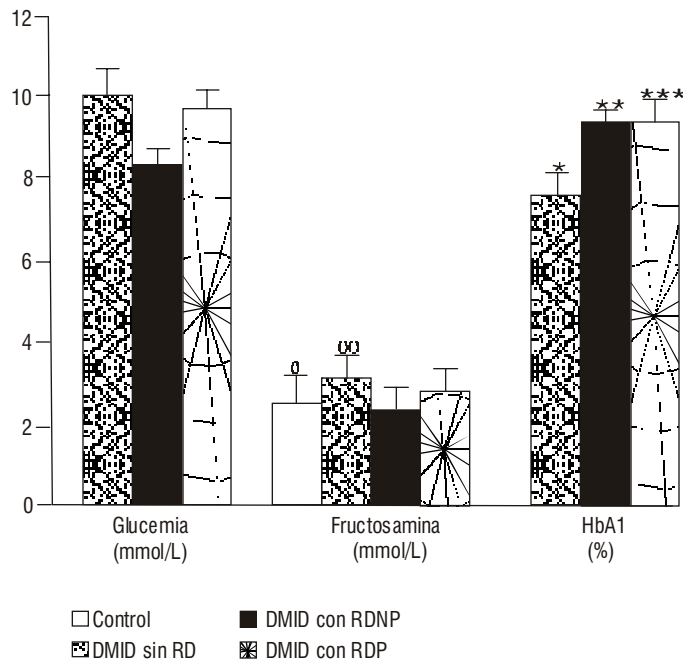 12
10
8
6
4
2
0
* ** ***
0 00
Glucemia Fructosamina HbA1
(mmol/L) (mmol/L) (%)
Control DMID con RDNP
DMID sin RD DMID con RDP